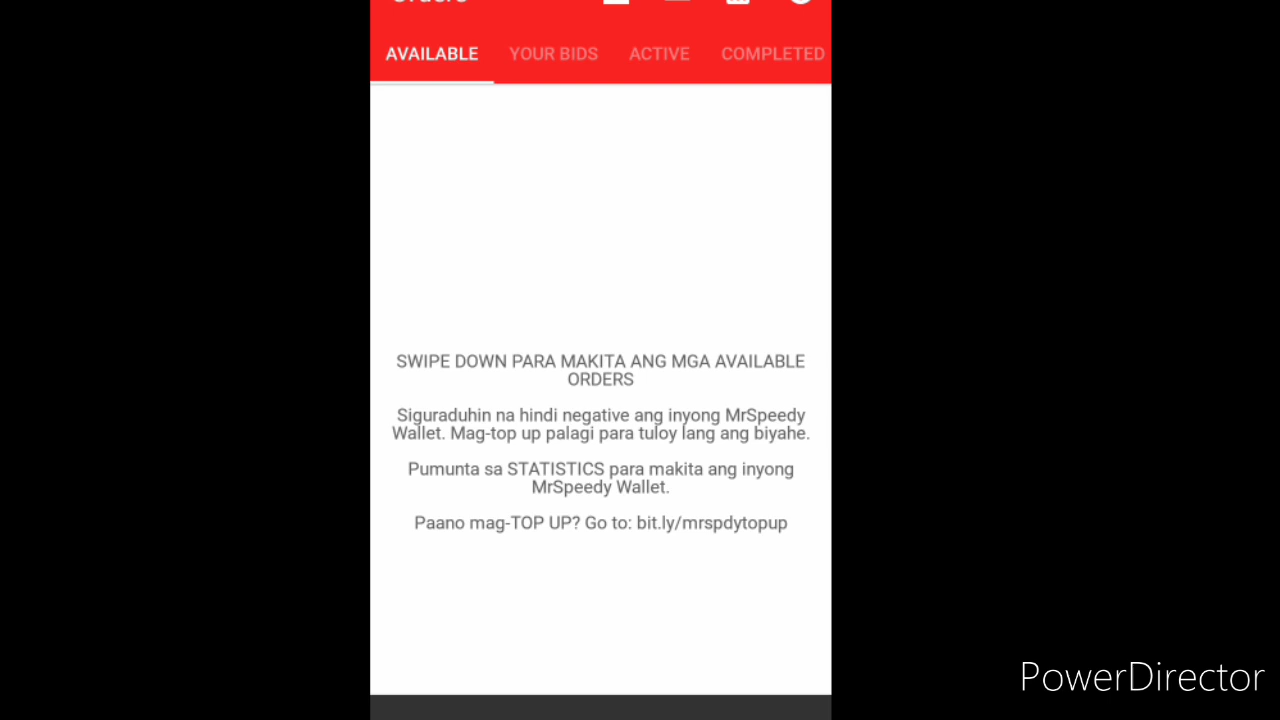 Orders
AVAILABLE YOUR BIDS ACTIVE COMPLETED
SWIPE DOWN PARA MAKITA ANG MGA AVAILABLE
ORDERS
Siguraduhin na hindi negative ang inyong MrSpeedy
Wallet. Mag-top up palagi para tuloy lang ang biyahe.
Pumunta sa STATISTICS para makita ang inyong
MrSpeedy Wallet.
Paano mag-TOP UP? Go to: bit.ly/mrspdytopup
PowerDirector